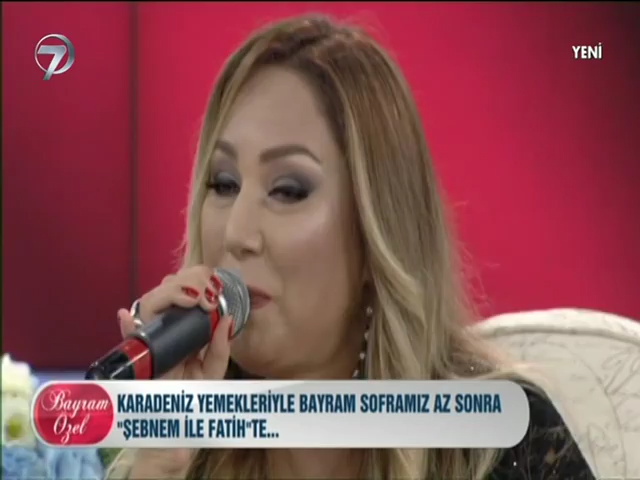 7
YENİ
Bayram
Özel
KARADENİZ YEMEKLERİYLE BAYRAM SOFRAMIZ AZ SONRA
"ŞEBNEM İLE FATİH"TE...